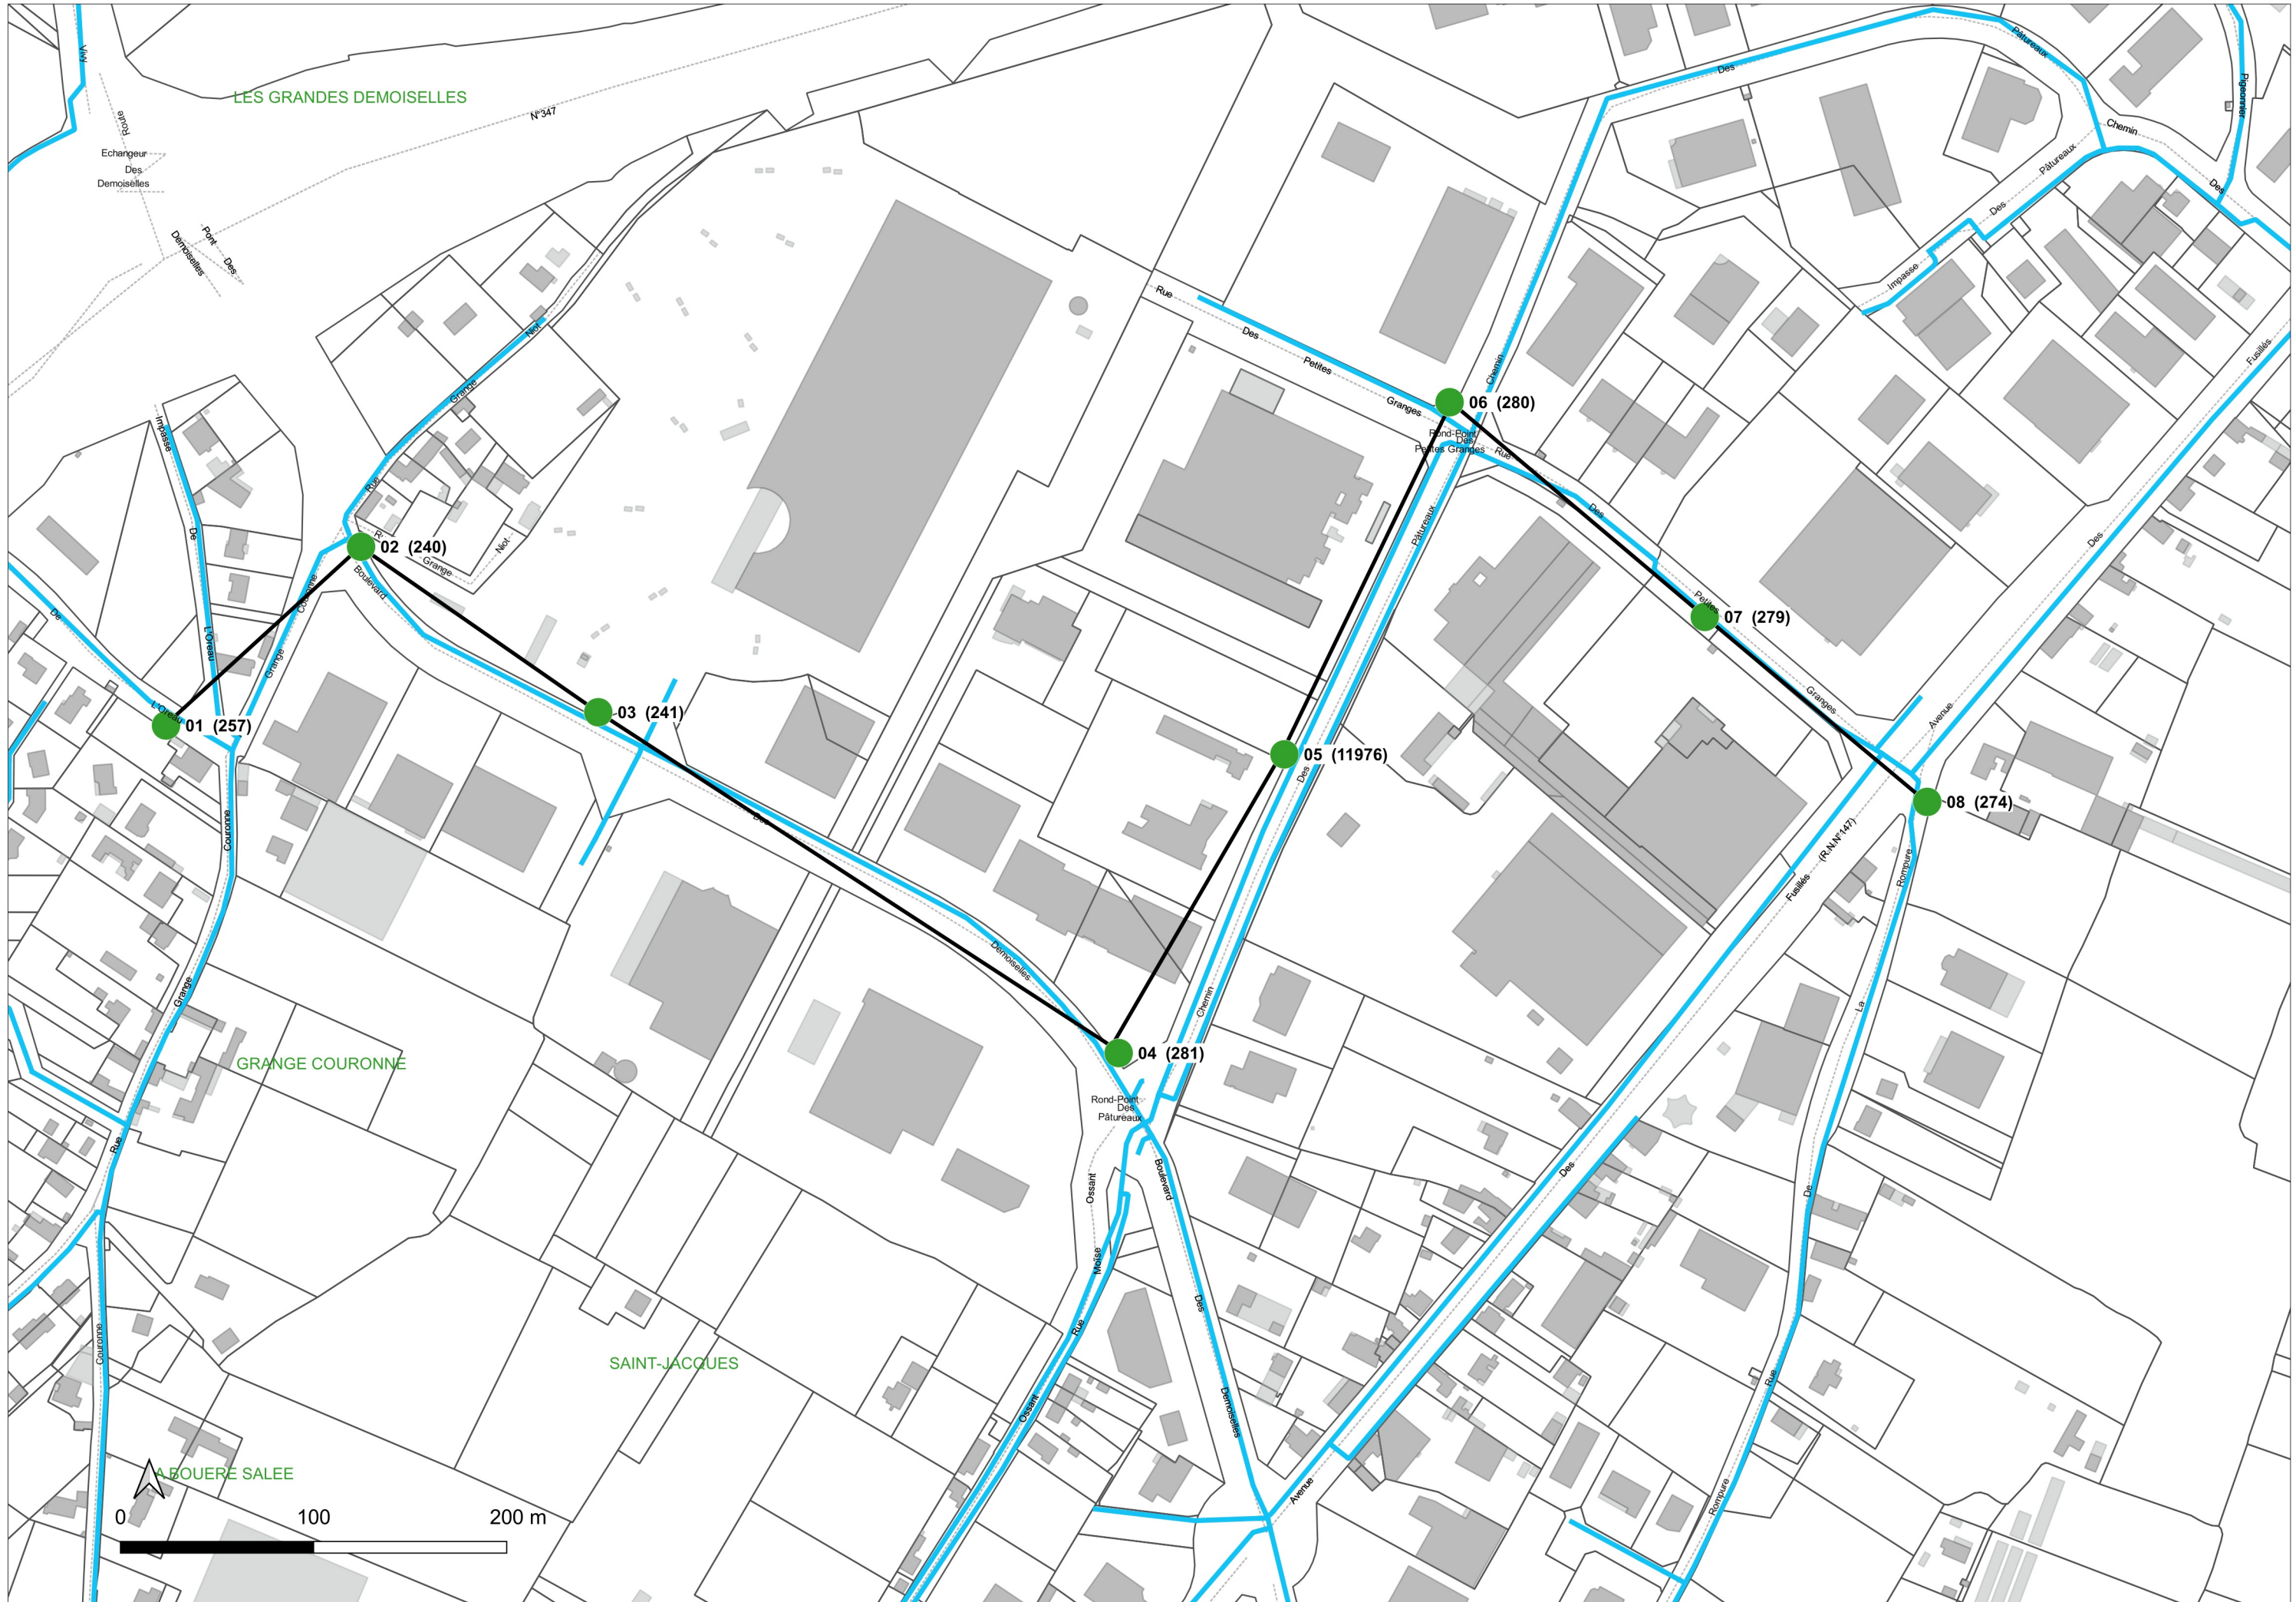 Vivy
Route
LES GRANDES DEMOISELLES
N°347
Echangeur
Des
Demoiselles
Pont
Des
Demoiselles
Des
Pâtureaux
Pigeonnier
Chemin
Pâtureaux
Des
Des
Impasse
Fusillés
Des
Avenue
Rue
Des
Petites
Granges
Chemin
06 (280)
Rond-Point
Des
Petites Granges
Rue
Des
Pâtureaux
Petites
07 (279)
Granges
08 (274)
Niot
Grange
Rue
Impasse
De
L'Oreau
02 (240)
R.
Grange
Niot
Boulevard
Couronne
Grange
De
L'Oreau
01 (257)
03 (241)
Des
05 (11976)
Des
Couronne
Demoiselles
Chemin
04 (281)
Rond-Point
Des
Pâtureaux
(R.N.N°147)
Fusillés
Rompure
La
De
Rue
Rompure
Des
Grange
GRANGE COURONNE
Rue
Ossant
Boulevard
Moïse
Des
Rue
Demoiselles
Ossant
Avenue
Couronne
SAINT-JACQUES
A BOUERE SALEE
0 100 200 m